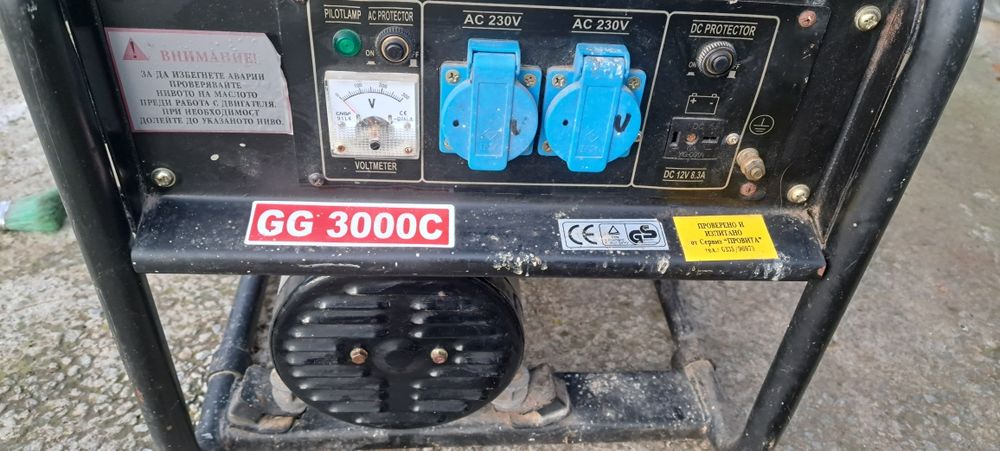 PILOTLAMP
AC PROTECTOR
ON
AC 230V
AC 230V
DC PROTECTOR
ON
ВНИМАНИЕ!
ЗА ДА ИЗБЕГНЕТЕ АВАРИИ
ПРОВЕРЯВАЙТЕ
НИВОТО НА МАСЛОТО
ПРЕДИ РАБОТА С ДВИГАТЕЛЯ.
ПРИ НЕОБХОДИМОСТ
ДОЛЕЙТЕ ДО УКАЗАНОТО НИВО.
V
VOLTMETER
DC 12V 8.3A
GG 3000C
CE
GS
ПРОВЕРЕНО И
ИЗПИТАНО
от Сервиз "ПРОВИТА"